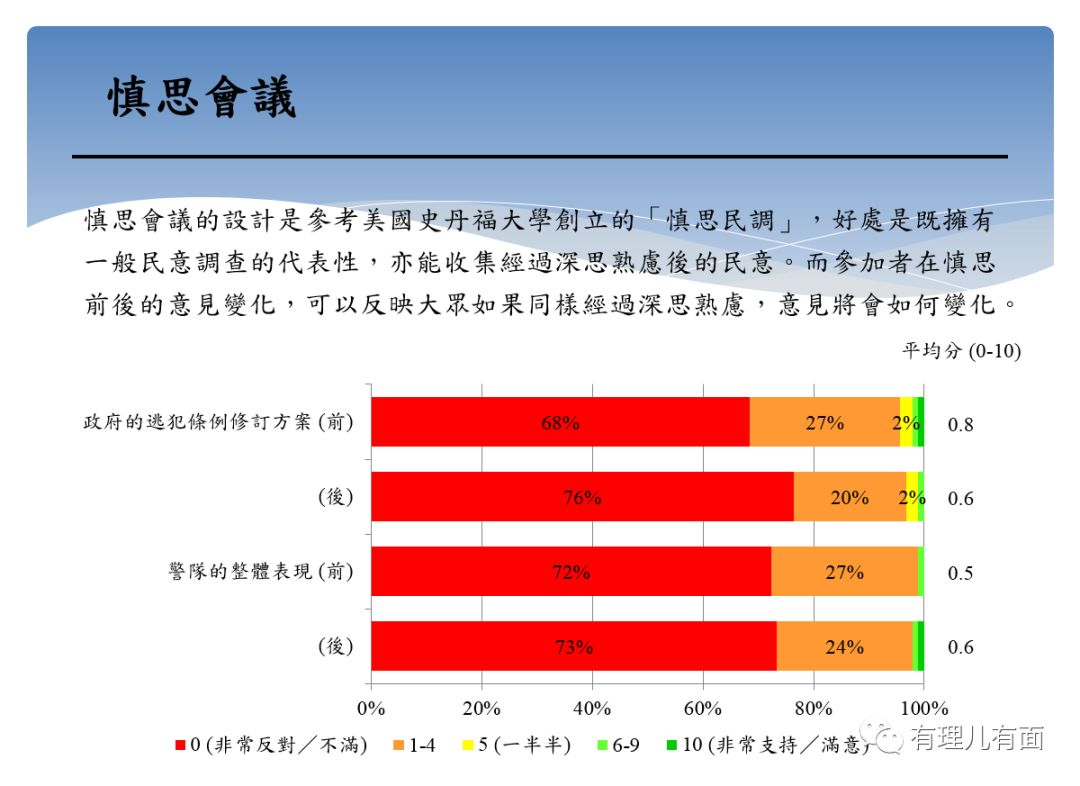 慎思會議
慎思會議的設計是參考美國史丹福大學創立的「慎思民調」，好處是既擁有
一般民意調查的代表性，亦能收集經過深思熟慮後的民意。而參加者在慎思
前後的意見變化，可以反映大眾如果同樣經過深思熟慮，意見將會如何變化。
平均分 (0-10)
政府的逃犯條例修訂方案 (前) 68% 27% 2% 0.8
(後) 76% 20% 2% 0.6
警隊的整體表現 (前) 72% 27% 0.5
(後) 73% 24% 0.6
0% 20% 40% 60% 80% 100%
0 (非常反對／不滿) 1-4 5 (一半半) 6-9 10 (非常支持／滿意)
有理儿有面